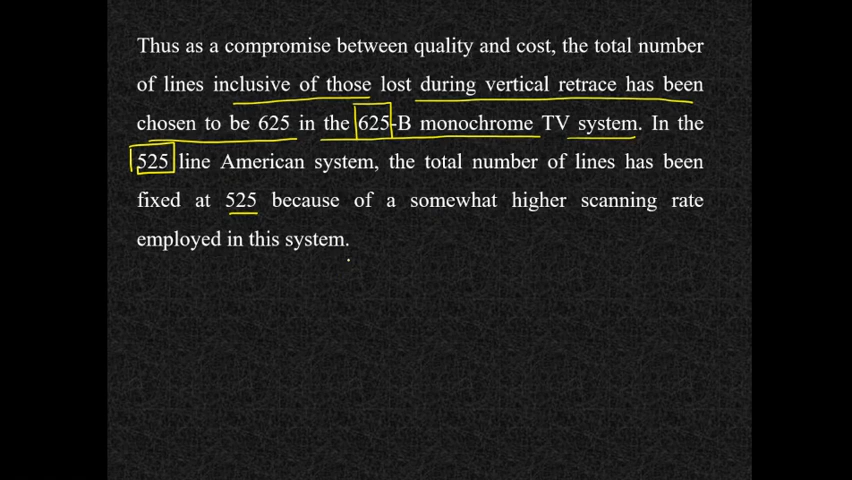 Thus as a compromise between quality and cost, the total number
of lines inclusive of those lost during vertical retrace has been
chosen to be 625 in the 625-B monochrome TV system. In the
525 line American system, the total number of lines has been
fixed at 525 because of a somewhat higher scanning rate
employed in this system.